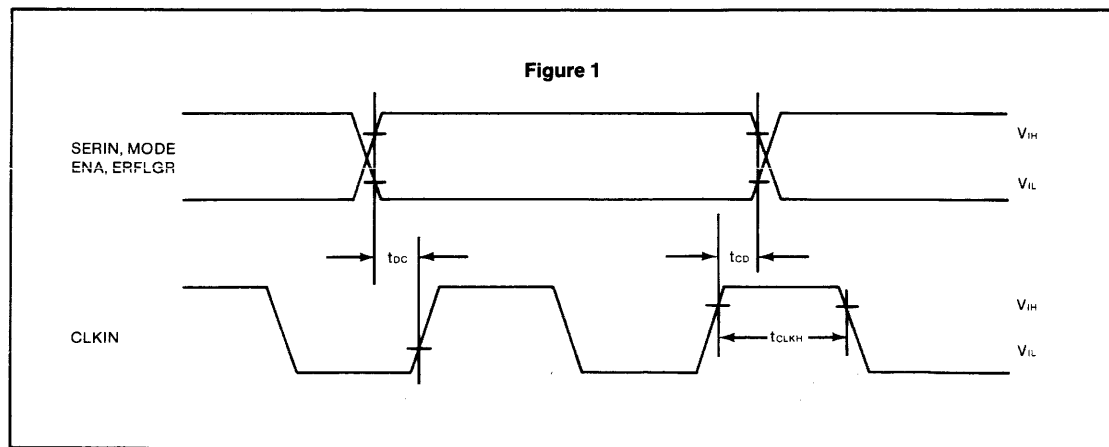 Figure 1
SERIN, MODE
ENA, ERFLGR
VIH
VIL
tDC
tCD
CLKIN
tCLKH
VIH
VIL